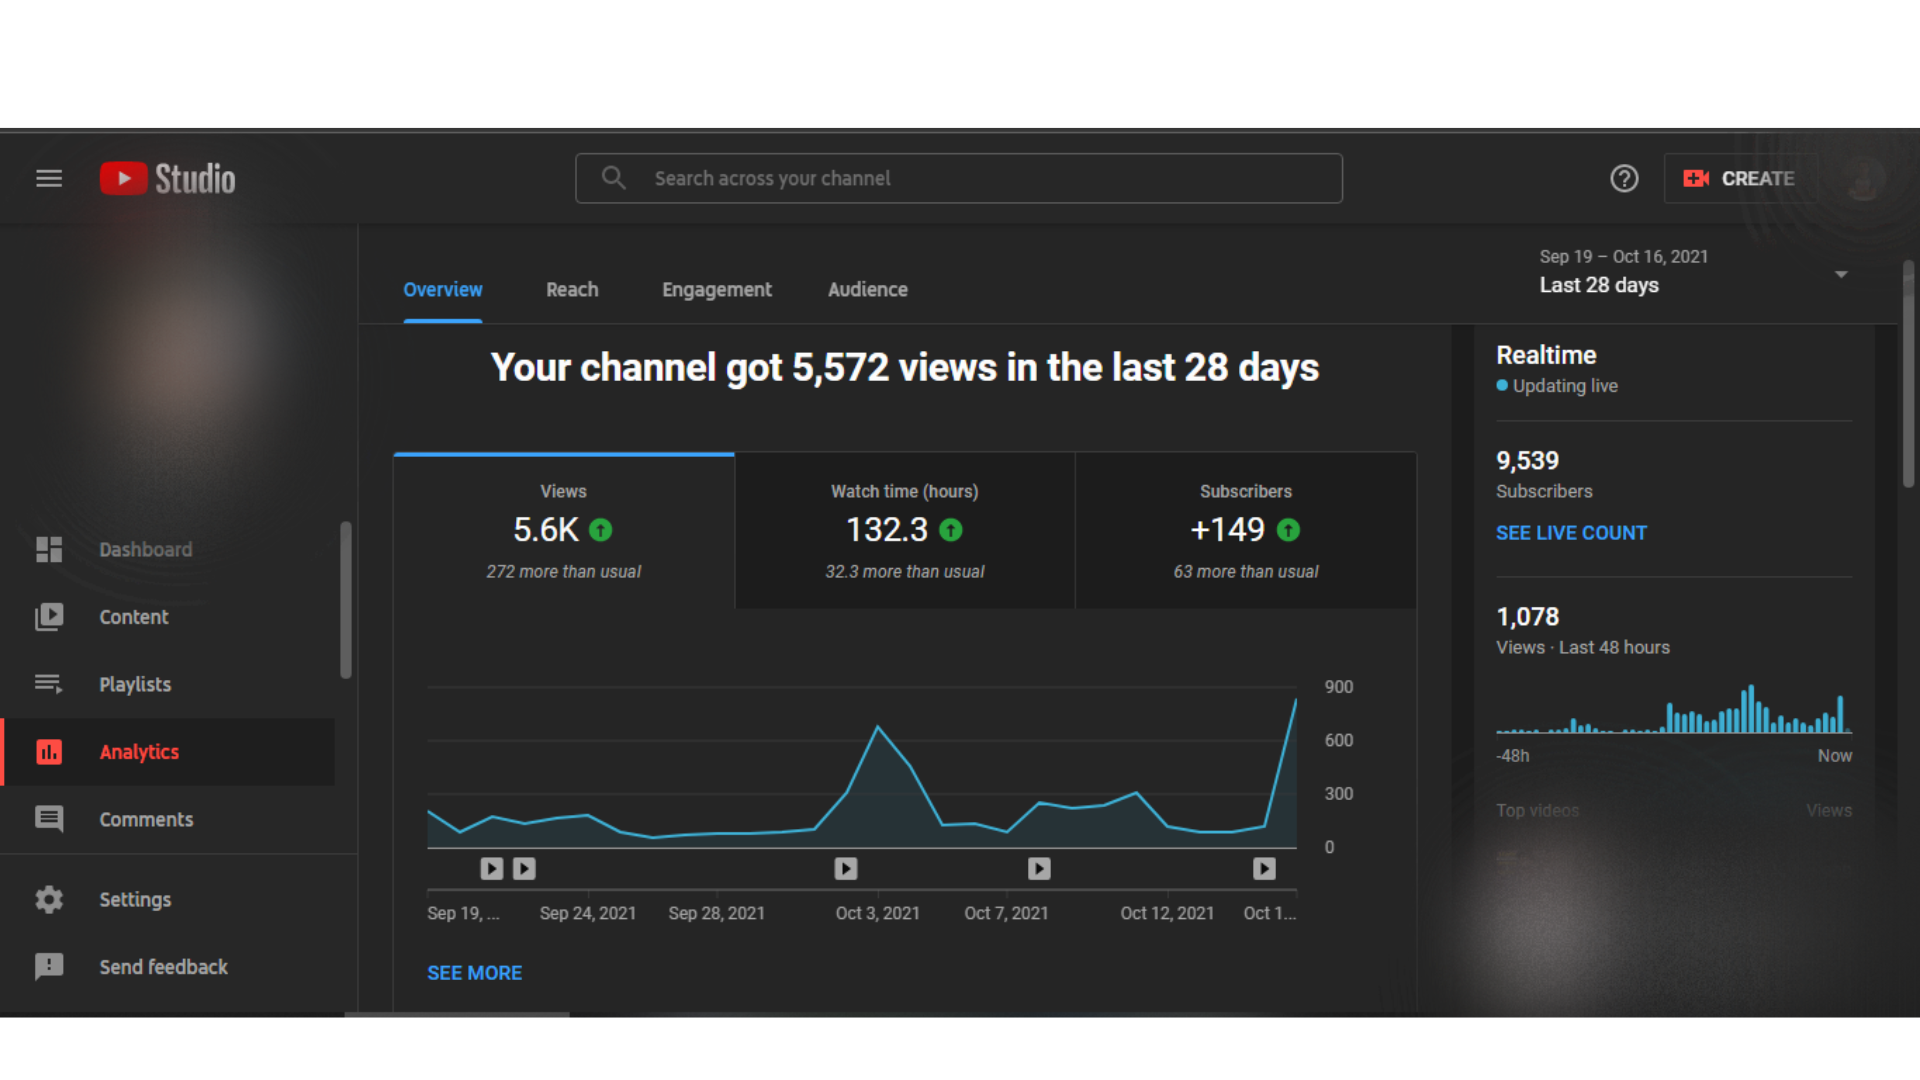 Studio
Search across your channel
CREATE
Overview
Reach
Engagement
Audience
Sep 19 – Oct 16, 2021
Last 28 days
Your channel got 5,572 views in the last 28 days
Views
5.6K
272 more than usual
Watch time (hours)
132.3
32.3 more than usual
Subscribers
+149
63 more than usual
900
600
300
0
Sep 19, ...
Sep 24, 2021
Sep 28, 2021
Oct 3, 2021
Oct 7, 2021
Oct 12, 2021
Oct 1...
SEE MORE
Realtime
Updating live
9,539
Subscribers
SEE LIVE COUNT
1,078
Views · Last 48 hours
-48h
Now
Top videos
Views
Dashboard
Content
Playlists
Analytics
Comments
Settings
Send feedback